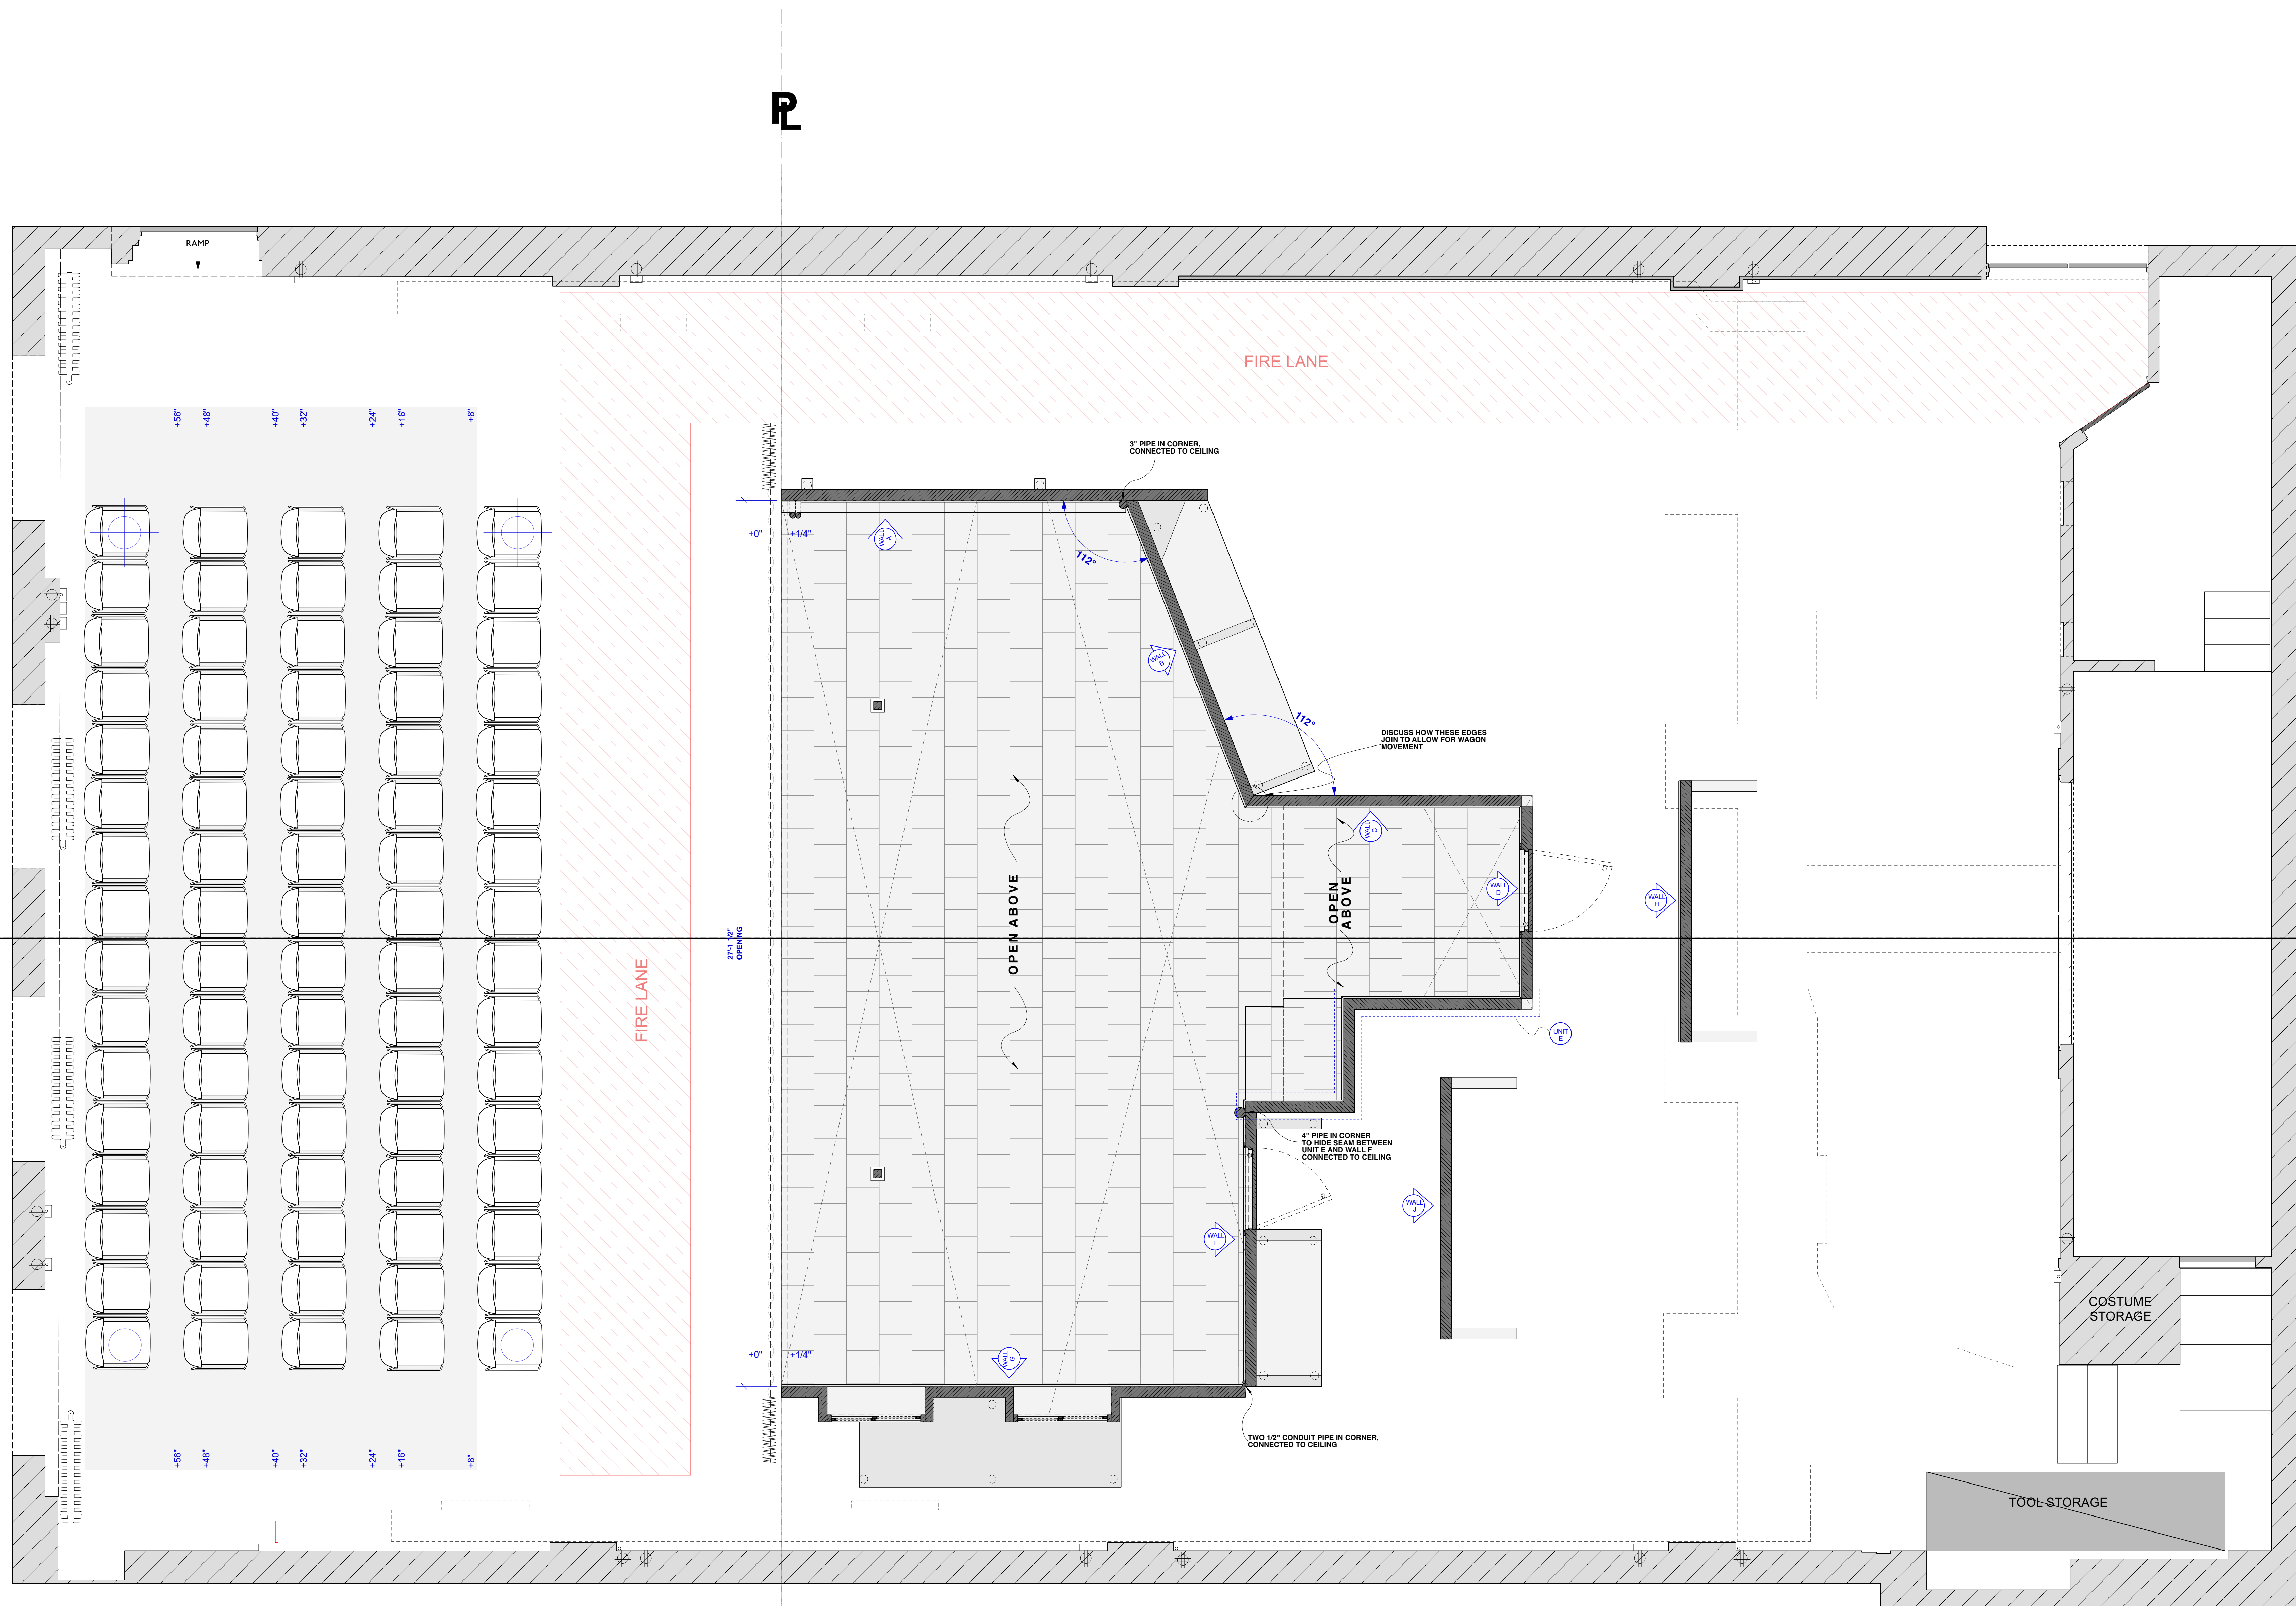 PL
RAMP
FIRE LANE
+56"
+48"
+40"
+32"
+24"
+16"
+8"
3" PIPE IN CORNER,
CONNECTED TO CEILING
+0"
+1/4"
WALL
A
112°
WALL
B
112°
DISCUSS HOW THESE EDGES
JOIN TO ALLOW FOR WAGON
MOVEMENT
WALL
C
OPEN ABOVE
OPEN
ABOVE
WALL
D
WALL
H
27'-1 1/2"
OPENING
FIRE LANE
UNIT
E
4" PIPE IN CORNER
TO HIDE SEAM BETWEEN
UNIT E AND WALL F
CONNECTED TO CEILING
WALL
J
WALL
F
COSTUME
STORAGE
+0"
+1/4"
WALL
G
TWO 1/2" CONDUIT PIPE IN CORNER,
CONNECTED TO CEILING
+56"
+48"
+40"
+32"
+24"
+16"
+8"
TOOL STORAGE